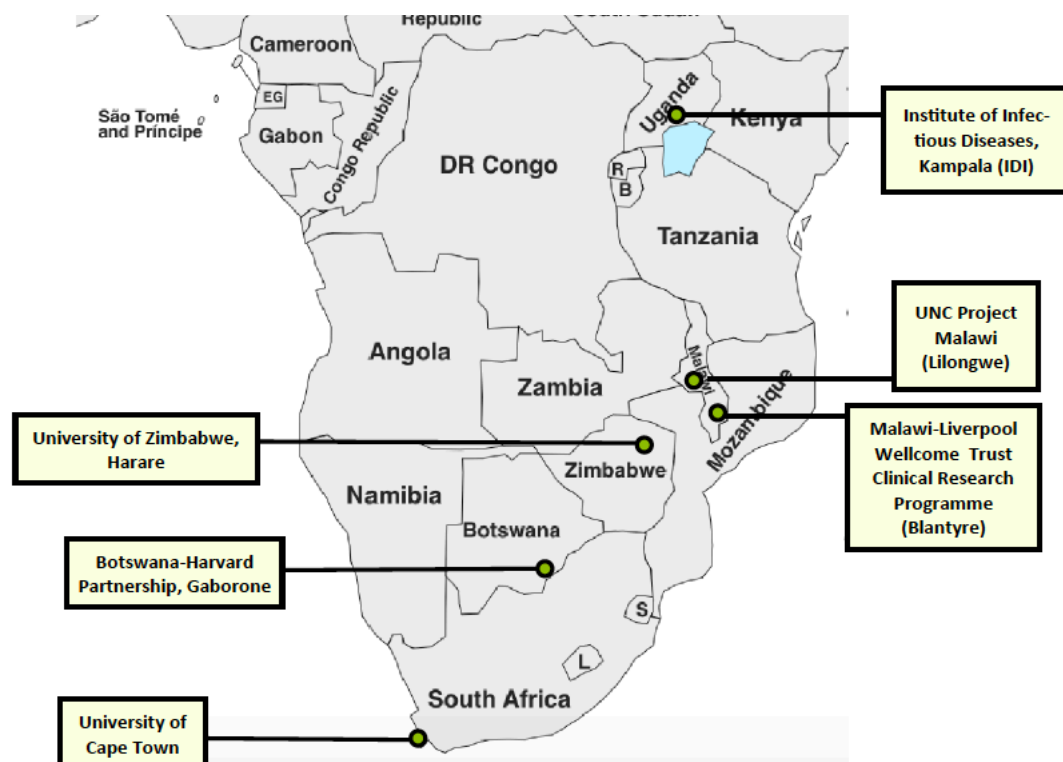 South Sudan
Republic
Cameroon
EG
São Tomé
and Príncipe
Gabon
Congo Republic
DR Congo
Uganda
Kenya
R
B
Tanzania
Institute of Infec-
tious Diseases,
Kampala (IDI)
UNC Project
Malawi
(Lilongwe)
Angola
Zambia
Malawi
Mozambique
Malawi-Liverpool
Wellcome Trust
Clinical Research
Programme
(Blantyre)
University of Zimbabwe,
Harare
Zimbabwe
Namibia
Botswana
Botswana-Harvard
Partnership, Gaborone
S
L
South Africa
University of
Cape Town